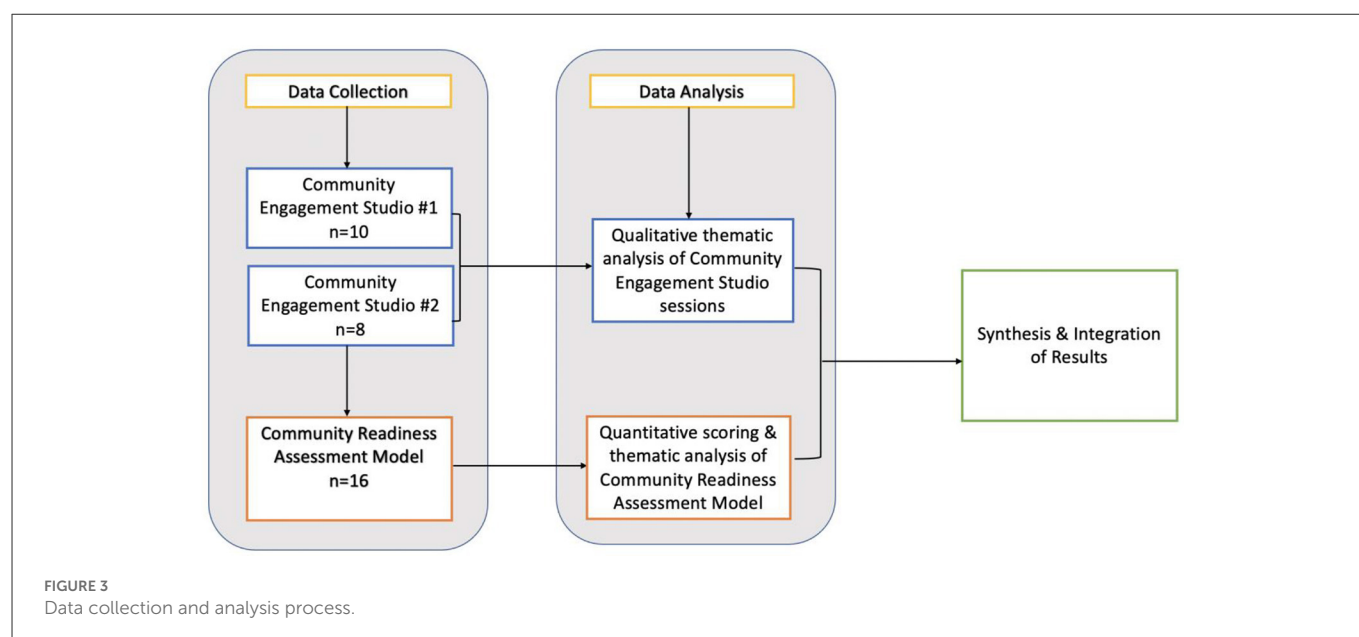 Data Collection
Community
Engagement Studio #1
n=10
Community
Engagement Studio #2
n=8
Community Readiness
Assessment Model
n=16
Data Analysis
Qualitative thematic
analysis of Community
Engagement Studio
sessions
Quantitative scoring &
thematic analysis of
Community Readiness
Assessment Model
Synthesis & Integration
of Results
FIGURE 3
Data collection and analysis process.